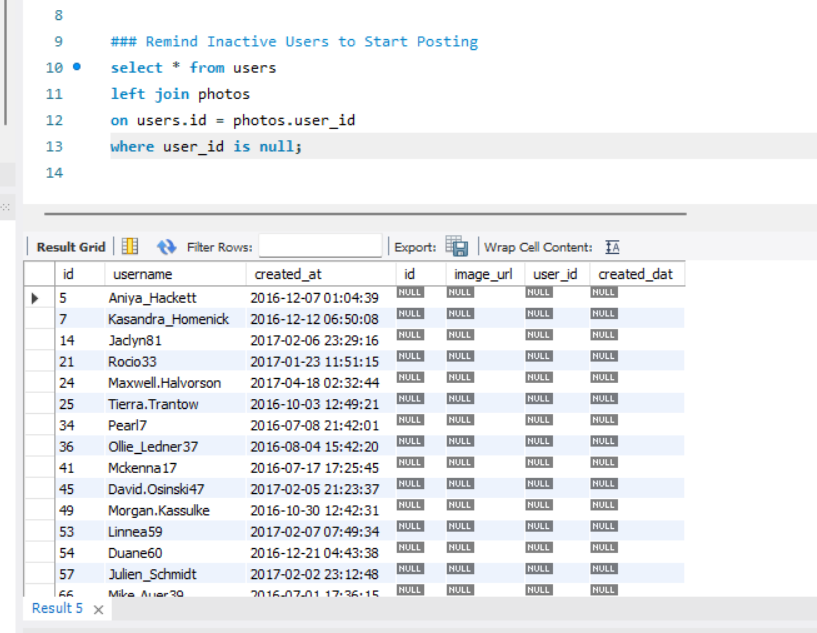 8
9 ### Remind Inactive Users to Start Posting
10 select * from users
11 left join photos
12 on users.id = photos.user_id
13 where user_id is null;
14
Result Grid Filter Rows: Export: Wrap Cell Content: IA
id username created_at id image_url user_id created_dat
5 Aniya_Hackett 2016-12-07 01:04:39 NULL NULL NULL NULL
7 Kasandra_Homenick 2016-12-12 06:50:08 NULL NULL NULL NULL
14 Jaclyn81 2017-02-06 23:29:16 NULL NULL NULL NULL
21 Rocio33 2017-01-23 11:51:15 NULL NULL NULL NULL
24 Maxwell.Halvorson 2017-04-18 02:32:44 NULL NULL NULL NULL
25 Tierra.Trantow 2016-10-03 12:49:21 NULL NULL NULL NULL
34 Pearl7 2016-07-08 21:42:01 NULL NULL NULL NULL
36 Ollie_Ledner37 2016-08-04 15:42:20 NULL NULL NULL NULL
41 Mckenna17 2016-07-17 17:25:45 NULL NULL NULL NULL
45 David.Osinski47 2017-02-05 21:23:37 NULL NULL NULL NULL
49 Morgan.Kassulke 2016-10-30 12:42:31 NULL NULL NULL NULL
53 Linnea59 2017-02-07 07:49:34 NULL NULL NULL NULL
54 Duane60 2016-12-21 04:43:38 NULL NULL NULL NULL
57 Julien_Schmidt 2017-02-02 23:12:48 NULL NULL NULL NULL
66 Mike.Auer39 2016-07-01 17:36:15 NULL NULL NULL NULL
Result 5